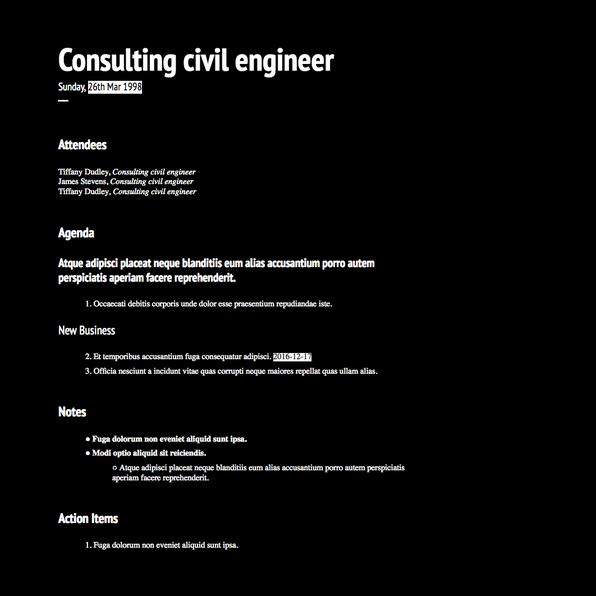 Consulting civil engineer
Sunday, 26th Mar 1998
Attendees
Tiffany Dudley, Consulting civil engineer
James Stevens, Consulting civil engineer
Tiffany Dudley, Consulting civil engineer
Agenda
Atque adipisci placeat neque blanditiis eum alias accusantium porro autem
perspiciatis aperiam facere reprehenderit.
1. Occaecati debitis corporis unde dolor esse praesentium repudiandae iste.
New Business
2. Et temporibus accusantium fuga consequatur adipisci. 2016-12-17
3. Officia nesciunt a incidunt vitae quas corrupti neque maiores repellat quas ullam alias.
Notes
● Fuga dolorum non eveniet aliquid sunt ipsa.
● Modi optio aliquid sit reiciendis.
○ Atque adipisci placeat neque blanditiis eum alias accusantium porro autem perspiciatis
aperiam facere reprehenderit.
Action Items
1. Fuga dolorum non eveniet aliquid sunt ipsa.